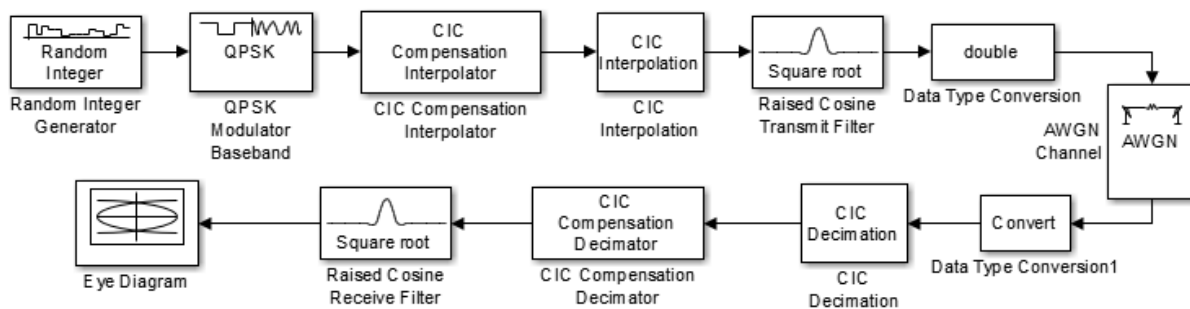 Random
Integer
Random Integer
Generator
QPSK
QPSK
Modulator
Baseband
CIC
Compensation
Interpolator
CIC Compensation
Interpolator
CIC
Interpolation
CIC
Interpolation
Square root
Raised Cosine
Transmit Filter
double
Data Type Conversion
AWGN
Channel
AWGN
Eye Diagram
Square root
Raised Cosine
Receive Filter
CIC
Compensation
Decimator
CIC Compensation
Decimator
CIC
Decimation
CIC
Decimation
Convert
Data Type Conversion1